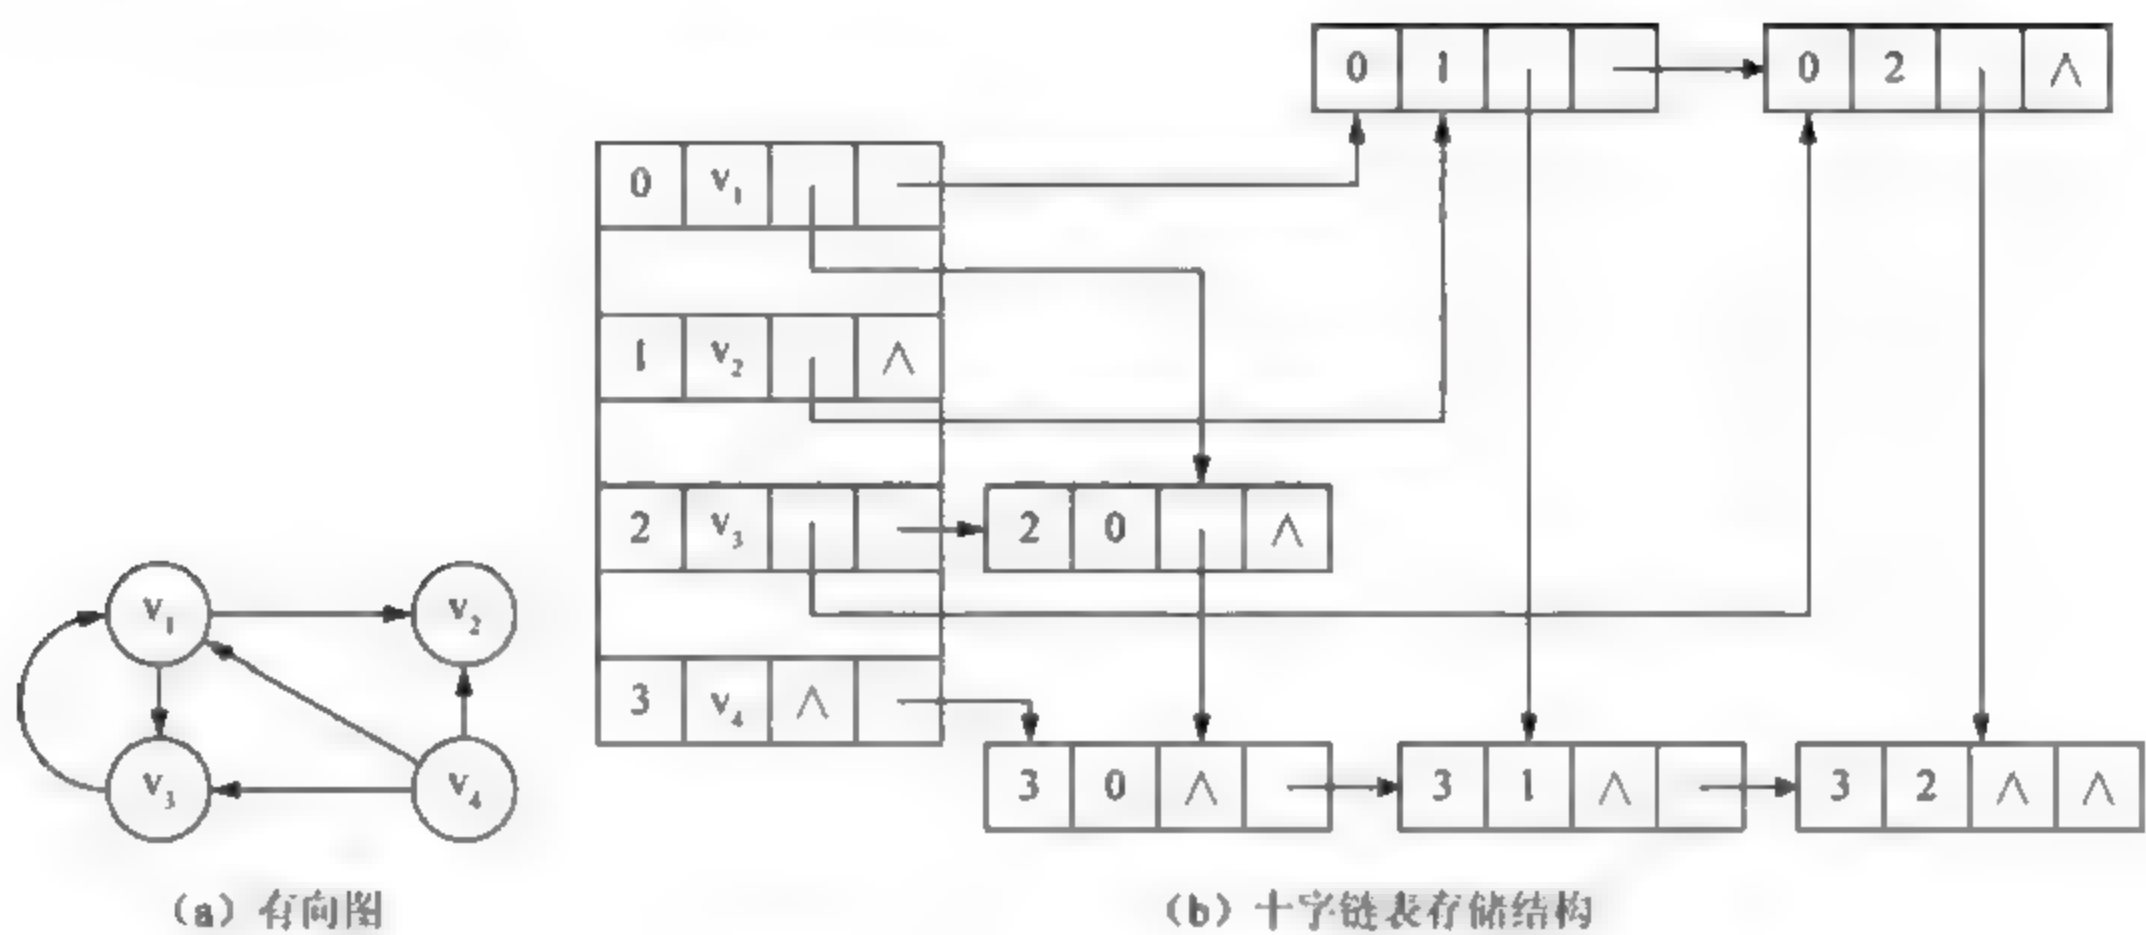 0 1 0 2 ∧
0 v₁
1 v₂ ∧
2 v₃ 2 0 ∧
v₁ v₂
3 v₄ ∧
v₃ v₄
3 0 ∧ 3 1 ∧ 3 2 ∧ ∧
(a) 有向图
(b) 十字链表存储结构